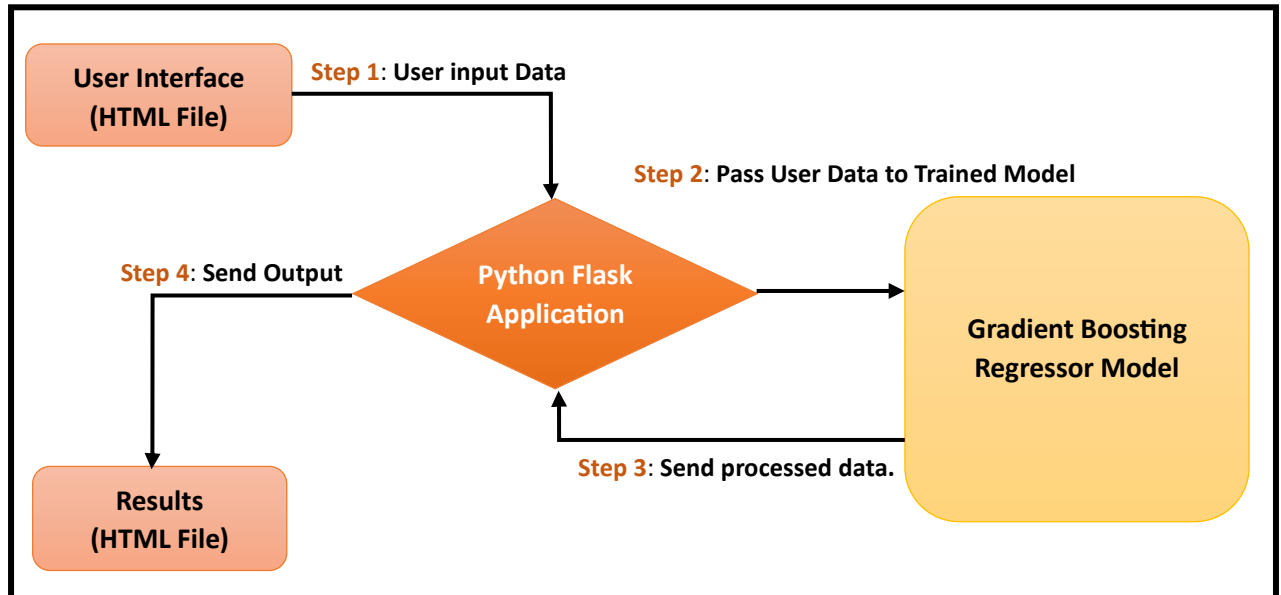 User Interface
(HTML File)
Step 1: User input Data
Step 2: Pass User Data to Trained Model
Step 4: Send Output
Python Flask
Application
Gradient Boosting
Regressor Model
Step 3: Send processed data.
Results
(HTML File)